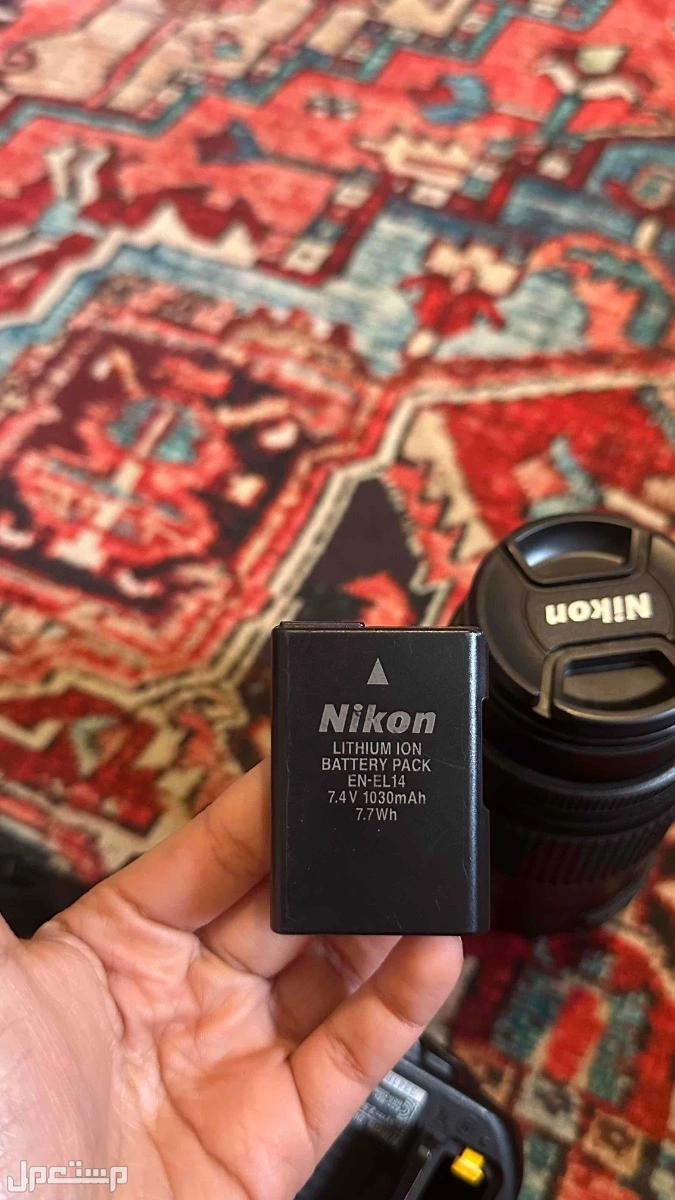 Nikon
Nikon
LITHIUM ION
BATTERY PACK
EN-EL14
7.4V 1030mAh
7.7Wh
مستعمل